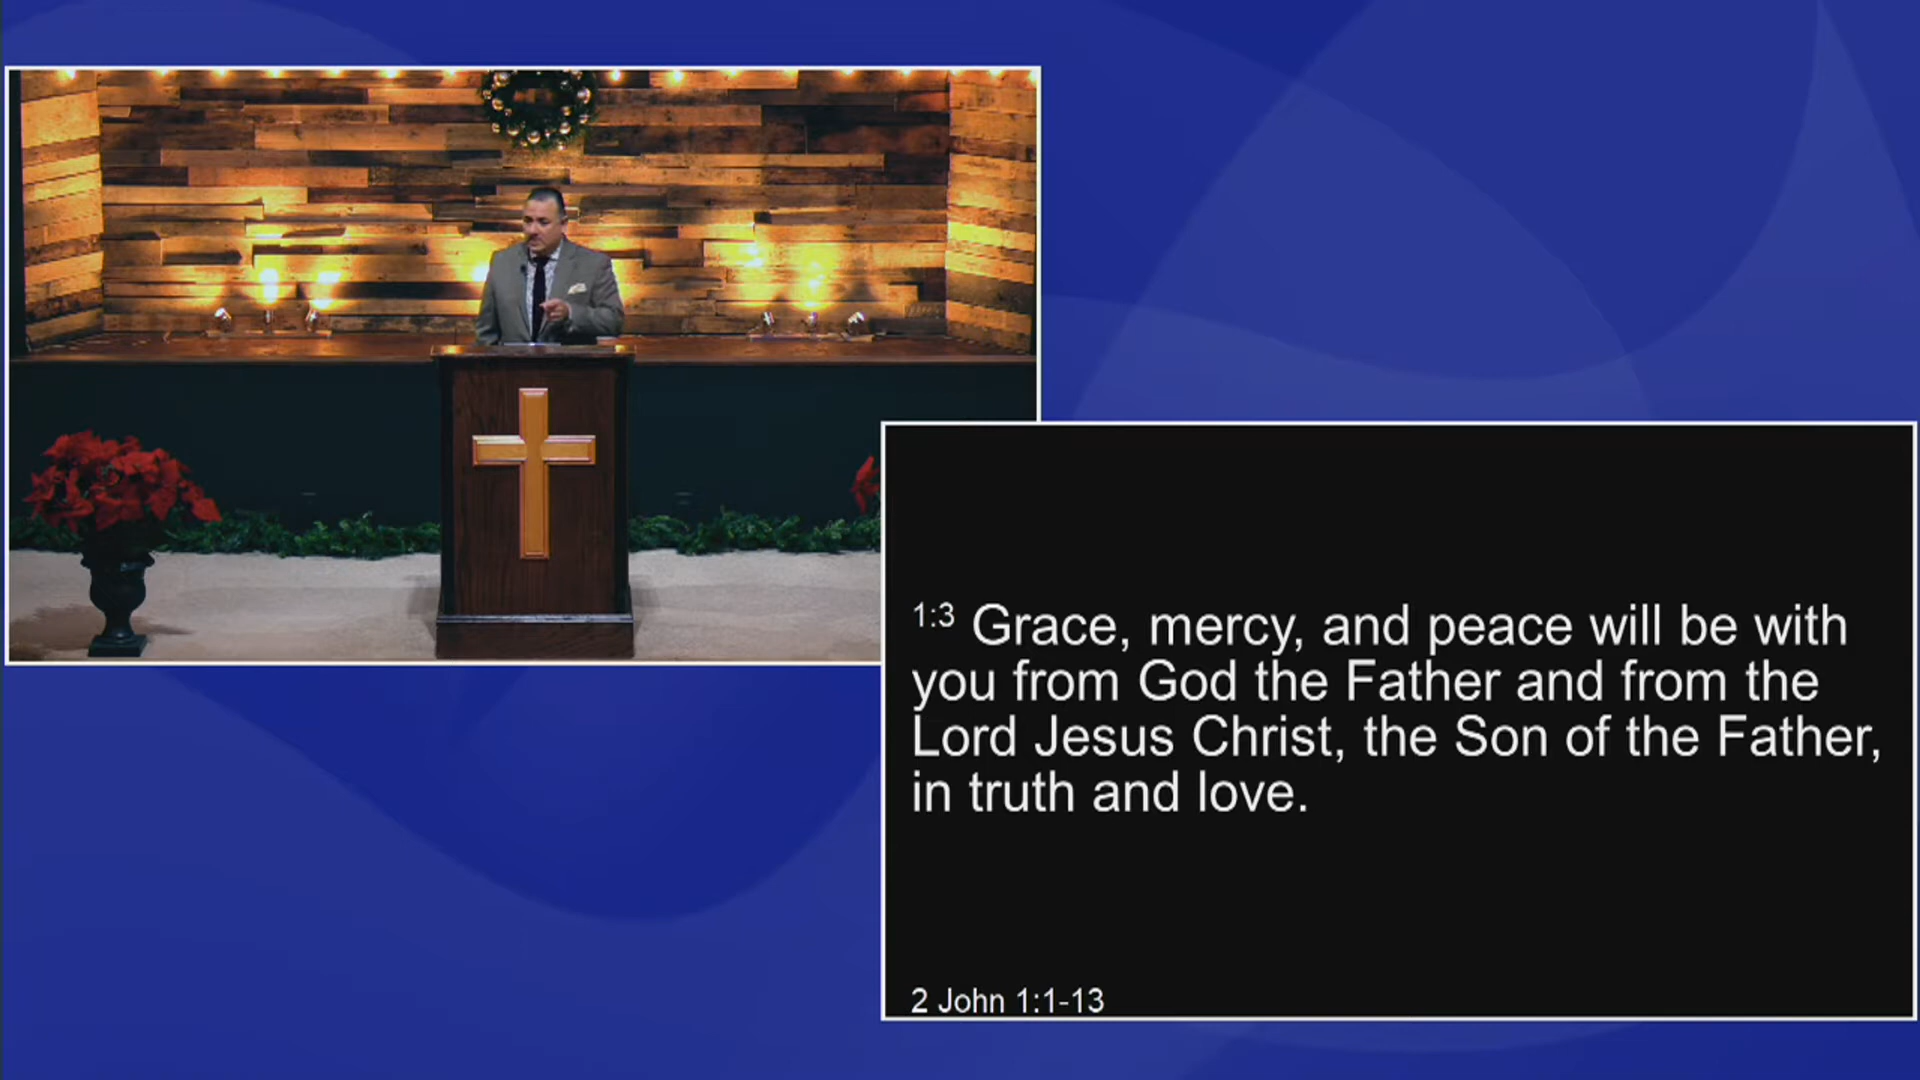 1:3 Grace, mercy, and peace will be with
you from God the Father and from the
Lord Jesus Christ, the Son of the Father,
in truth and love.
2 John 1:1-13